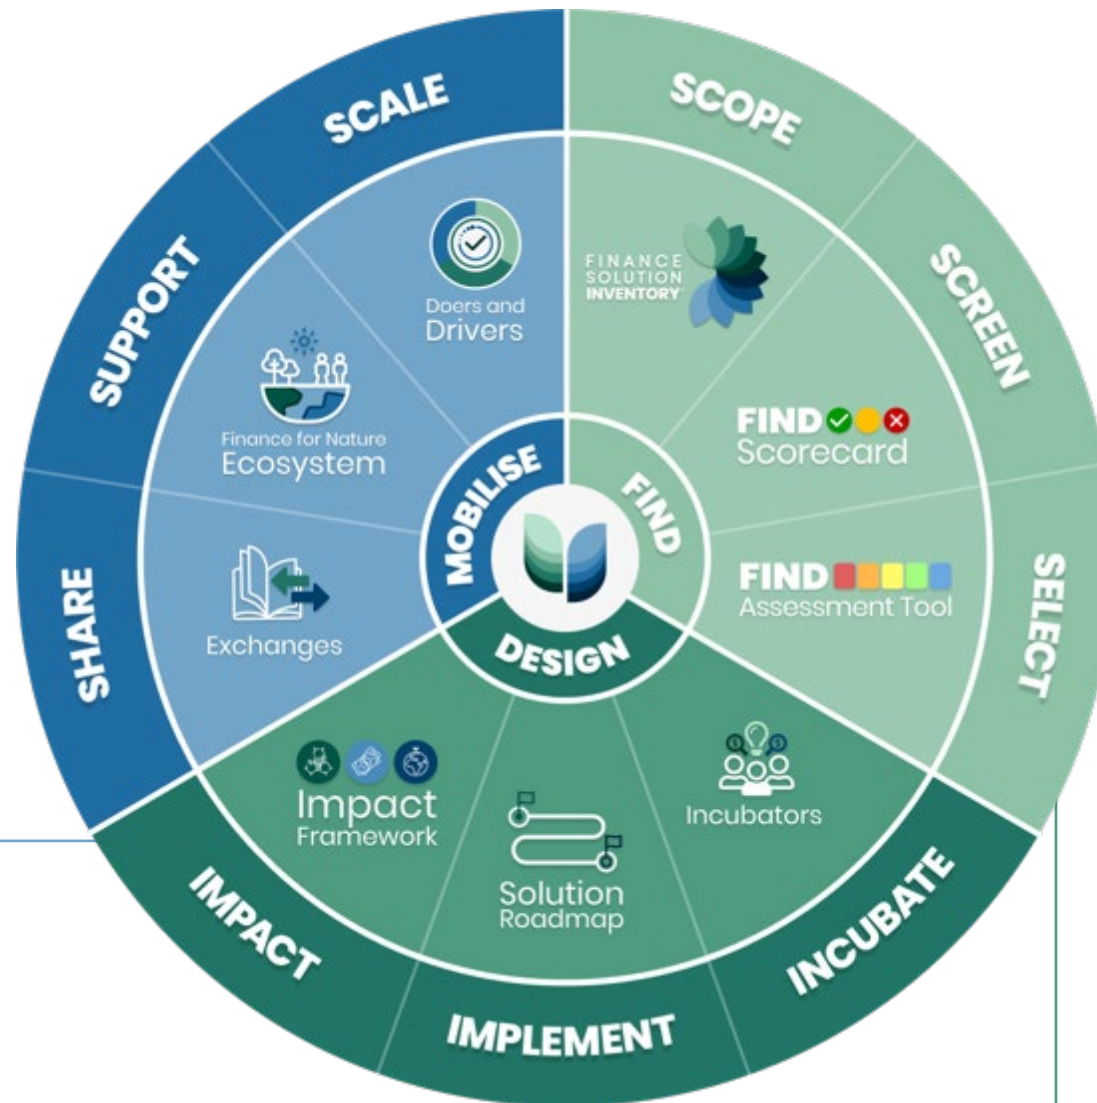 SCOPE
FINANCE
SOLUTION
INVENTORY
SCREEN
FIND
Scorecard
SELECT
FIND
Assessment Tool
FIND
INCUBATE
Incubators
IMPLEMENT
Solution
Roadmap
IMPACT
Impact
Framework
DESIGN
SHARE
Exchanges
SUPPORT
Finance for Nature
Ecosystem
SCALE
Doers and
Drivers
MOBILISE